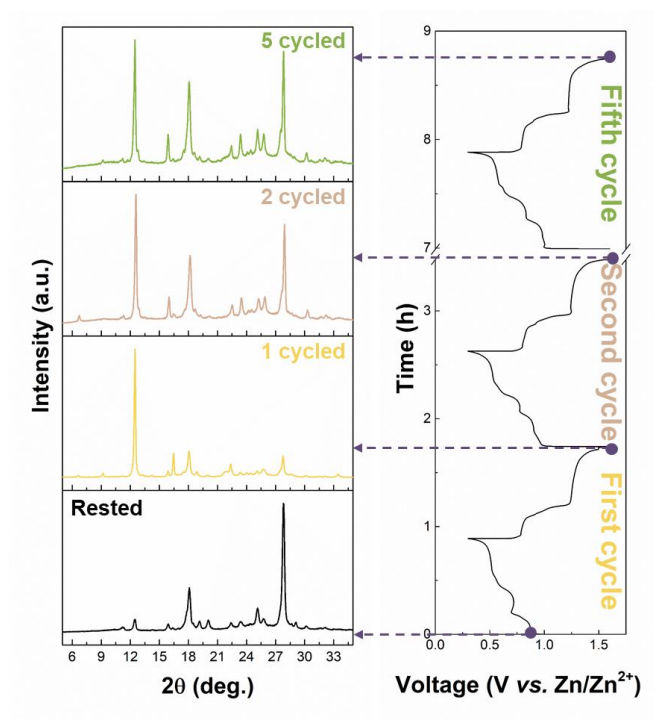 5 cycled
2 cycled
1 cycled
Rested
Intensity (a.u.)
6 9 12 15 18 21 24 27 30 33
2θ (deg.)
9
8
7
3
2
1
0
Time (h)
Fifth cycle
Second cycle
First cycle
0.0 0.5 1.0 1.5
Voltage (V vs. Zn/Zn²⁺)